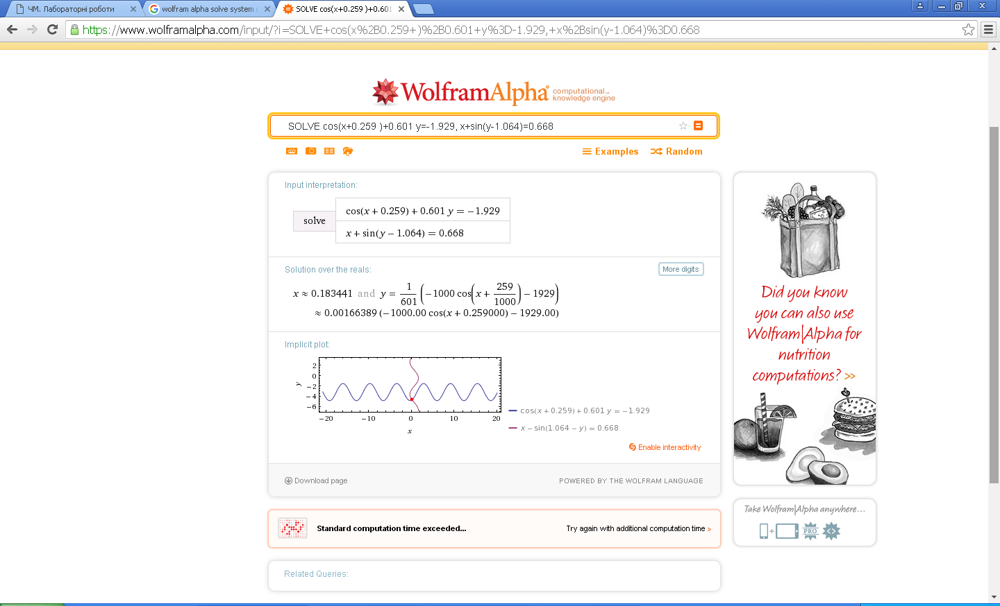 ЧМ. Лабораторні роботи
wolfram alpha solve system
SOLVE cos(x+0.259 )+0.601
https://www.wolframalpha.com/input/?i=SOLVE+cos(x%2B0.259+)%2B0.601+y%3D-1.929,+x%2Bsin(y-1.064)%3D0.668
WolframAlpha computational...
knowledge engine
SOLVE cos(x+0.259 )+0.601 y=-1.929, x+sin(y-1.064)=0.668
Examples Random
Input interpretation:
solve
cos(x + 0.259) + 0.601 y = −1.929
x + sin(y − 1.064) = 0.668
Solution over the reals:
More digits
x ≈ 0.183441 and y = 1/601 (−1000 cos(x + 259/1000) − 1929)
≈ 0.00166389 (−1000.00 cos(x + 0.259000) − 1929.00)
Implicit plot:
2
0
−2
−4
−6
y
−20 −10 0 10 20
x
cos(x + 0.259) + 0.601 y = −1.929
x − sin(1.064 − y) = 0.668
Enable interactivity
Download page
POWERED BY THE WOLFRAM LANGUAGE
Standard computation time exceeded...
Try again with additional computation time »
Related Queries:
Did you know
you can also use
Wolfram|Alpha for
nutrition
computations? >>
Take Wolfram|Alpha anywhere...
+
PRO
<>